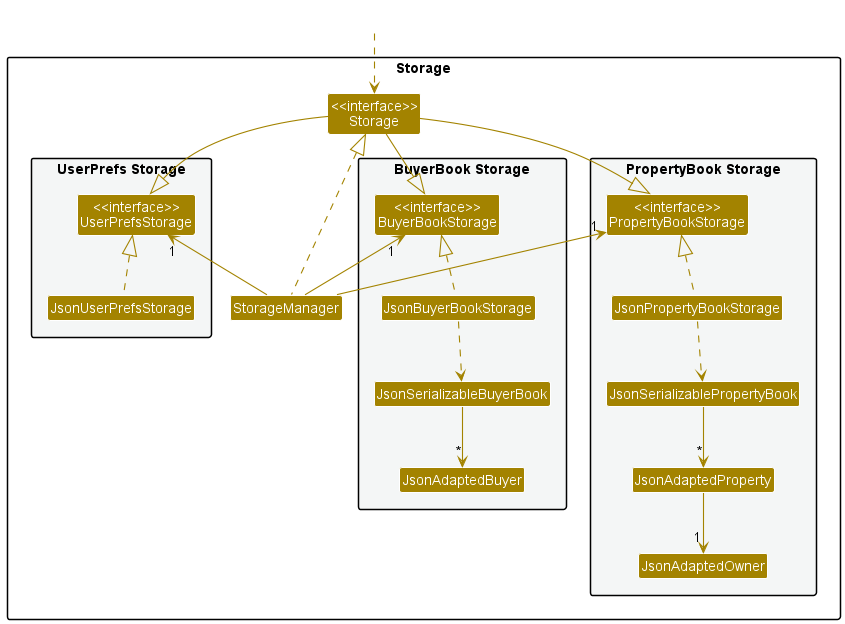 Storage
<<interface>>
Storage
UserPrefs Storage
BuyerBook Storage
PropertyBook Storage
<<interface>>
UserPrefsStorage
<<interface>>
BuyerBookStorage
<<interface>>
PropertyBookStorage
1
1
1
JsonUserPrefsStorage
StorageManager
JsonBuyerBookStorage
JsonPropertyBookStorage
JsonSerializableBuyerBook
JsonSerializablePropertyBook
*
*
JsonAdaptedBuyer
JsonAdaptedProperty
1
JsonAdaptedOwner